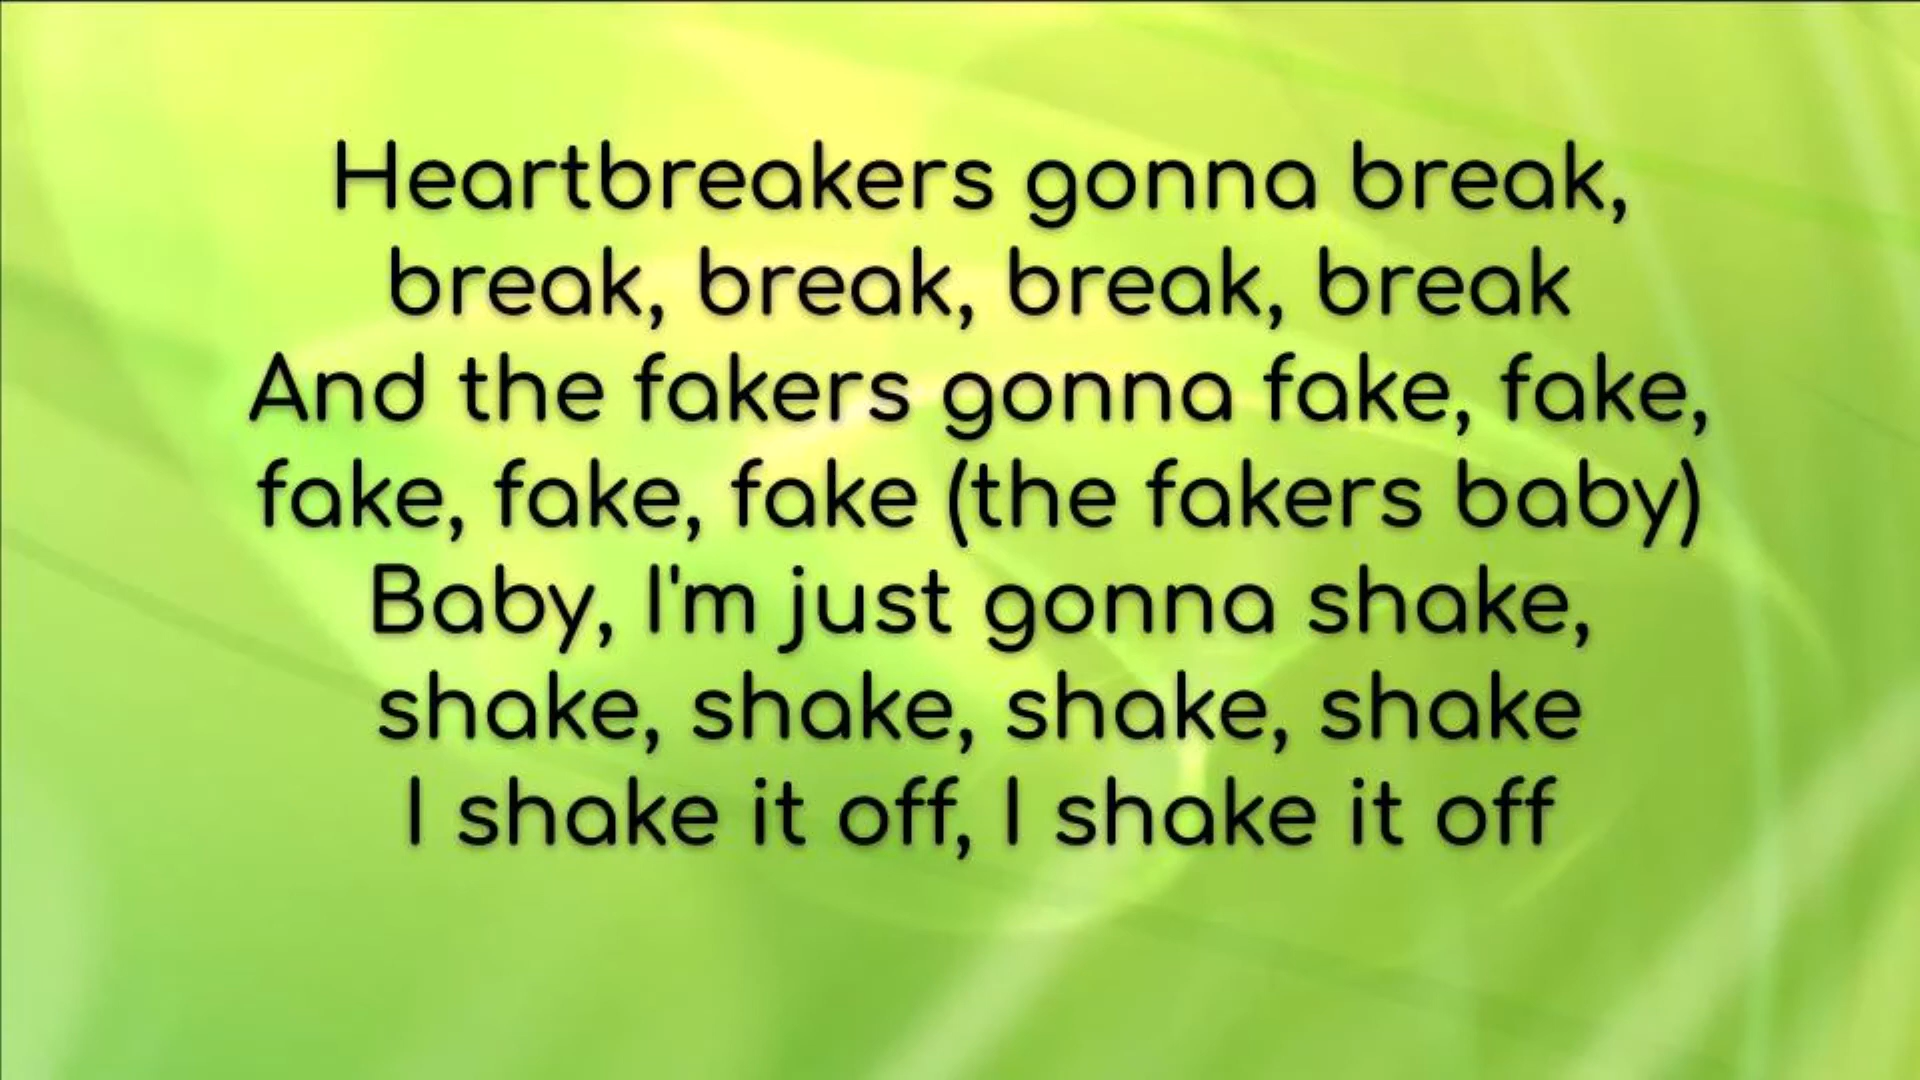 Heartbreakers gonna break,
break, break, break, break
And the fakers gonna fake, fake,
fake, fake, fake (the fakers baby)
Baby, I'm just gonna shake,
shake, shake, shake, shake
I shake it off, I shake it off